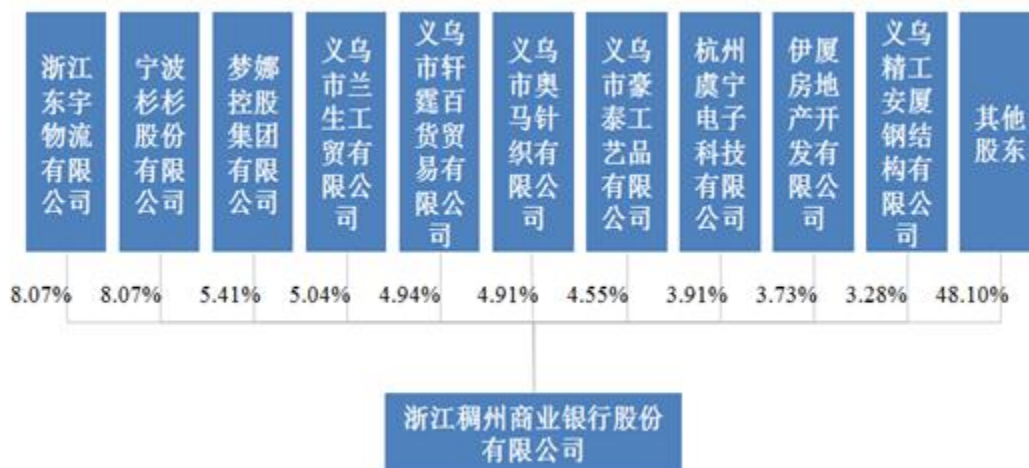 浙江
东宇
物流
有限
公司
宁波
杉杉
股份
有限
公司
梦娜
控股
集团
有限
公司
义乌
市兰
生工
贸有
限公
司
义乌
市轩
霆百
货贸
易有
限公
司
义乌
市奥
马针
织有
限公
司
义乌
市豪
泰工
艺品
有限
公司
杭州
虞宁
电子
科技
有限
公司
伊厦
房地
产开
发有
限公
司
义乌
精工
安厦
钢结
构有
限公
司
其他
股东
8.07% 8.07% 5.41% 5.04% 4.94% 4.91% 4.55% 3.91% 3.73% 3.28% 48.10%
浙江稠州商业银行股份
有限公司